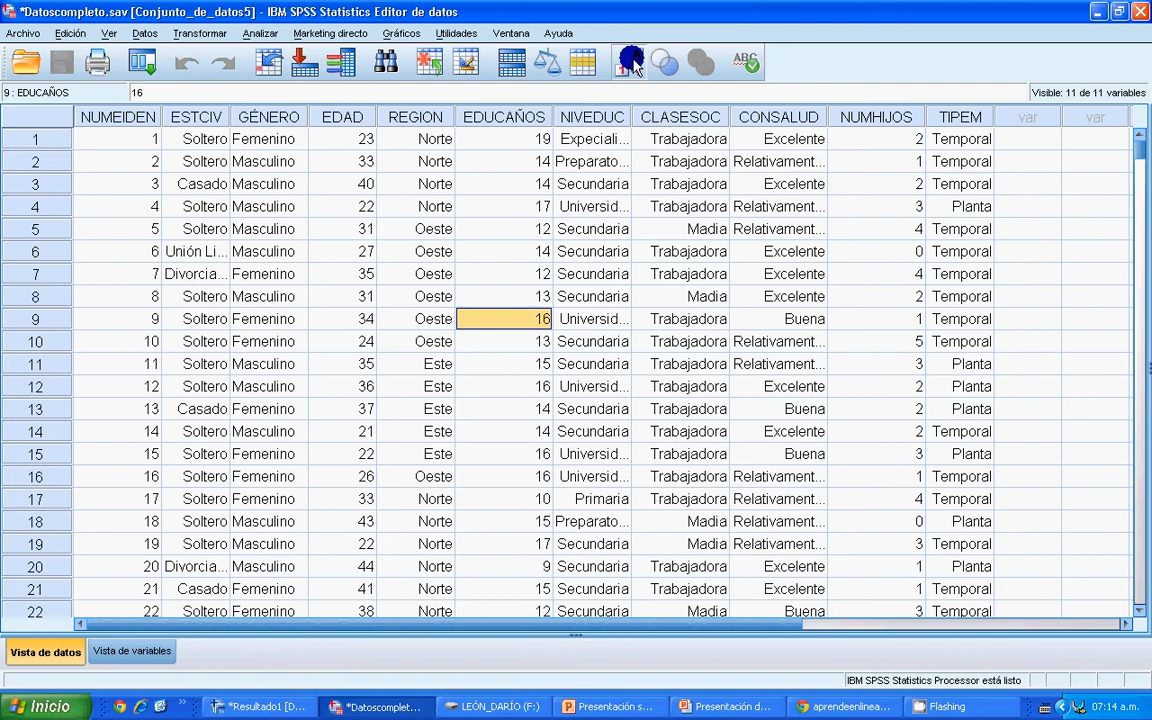 *Datoscompleto.sav [Conjunto_de_datos5] - IBM SPSS Statistics Editor de datos
Archivo Edición Ver Datos Transformar Analizar Marketing directo Gráficos Utilidades Ventana Ayuda
ABC
9 : EDUCAÑOS 16 Visible: 11 de 11 variables
NUMEIDEN ESTCIV GÉNERO EDAD REGION EDUCAÑOS NIVEDUC CLASESOC CONSALUD NUMHIJOS TIPEM var var
1 1 Soltero Femenino 23 Norte 19 Expeciali... Trabajadora Excelente 2 Temporal
2 2 Soltero Masculino 33 Norte 14 Preparato... Trabajadora Relativament... 1 Temporal
3 3 Casado Masculino 40 Norte 14 Secundaria Trabajadora Excelente 2 Temporal
4 4 Soltero Masculino 22 Norte 17 Universid... Trabajadora Relativament... 3 Planta
5 5 Soltero Masculino 31 Oeste 12 Secundaria Madia Relativament... 4 Temporal
6 6 Unión Li... Masculino 27 Oeste 14 Secundaria Trabajadora Excelente 0 Temporal
7 7 Divorcia... Femenino 35 Oeste 12 Secundaria Trabajadora Excelente 4 Temporal
8 8 Soltero Masculino 31 Oeste 13 Secundaria Madia Excelente 2 Temporal
9 9 Soltero Femenino 34 Oeste 16 Universid... Trabajadora Buena 1 Temporal
10 10 Soltero Femenino 24 Oeste 13 Secundaria Trabajadora Relativament... 5 Temporal
11 11 Soltero Femenino 35 Este 15 Secundaria Trabajadora Relativament... 3 Planta
12 12 Soltero Femenino 36 Este 16 Universid... Trabajadora Excelente 2 Planta
13 13 Casado Femenino 37 Este 14 Secundaria Trabajadora Buena 2 Planta
14 14 Soltero Masculino 21 Este 14 Secundaria Trabajadora Excelente 2 Temporal
15 15 Soltero Femenino 22 Este 16 Universid... Trabajadora Buena 3 Planta
16 16 Soltero Femenino 26 Oeste 16 Universid... Trabajadora Relativament... 1 Temporal
17 17 Soltero Femenino 33 Norte 10 Primaria Trabajadora Relativament... 4 Temporal
18 18 Soltero Masculino 43 Norte 15 Preparato... Madia Relativament... 0 Planta
19 19 Soltero Masculino 22 Norte 17 Secundaria Madia Relativament... 3 Temporal
20 20 Divorcia... Masculino 44 Norte 9 Secundaria Trabajadora Excelente 1 Planta
21 21 Casado Femenino 41 Norte 15 Secundaria Trabajadora Excelente 1 Temporal
22 22 Soltero Femenino 38 Norte 12 Secundaria Madia Buena 3 Temporal
Vista de datos Vista de variables
IBM SPSS Statistics Processor está listo
Inicio *Resultado1 [D... *Datoscomplet... LEÓN_DARÍO (F:) Presentación s... Presentación d... aprendeenlinea... Flashing 07:14 a.m.